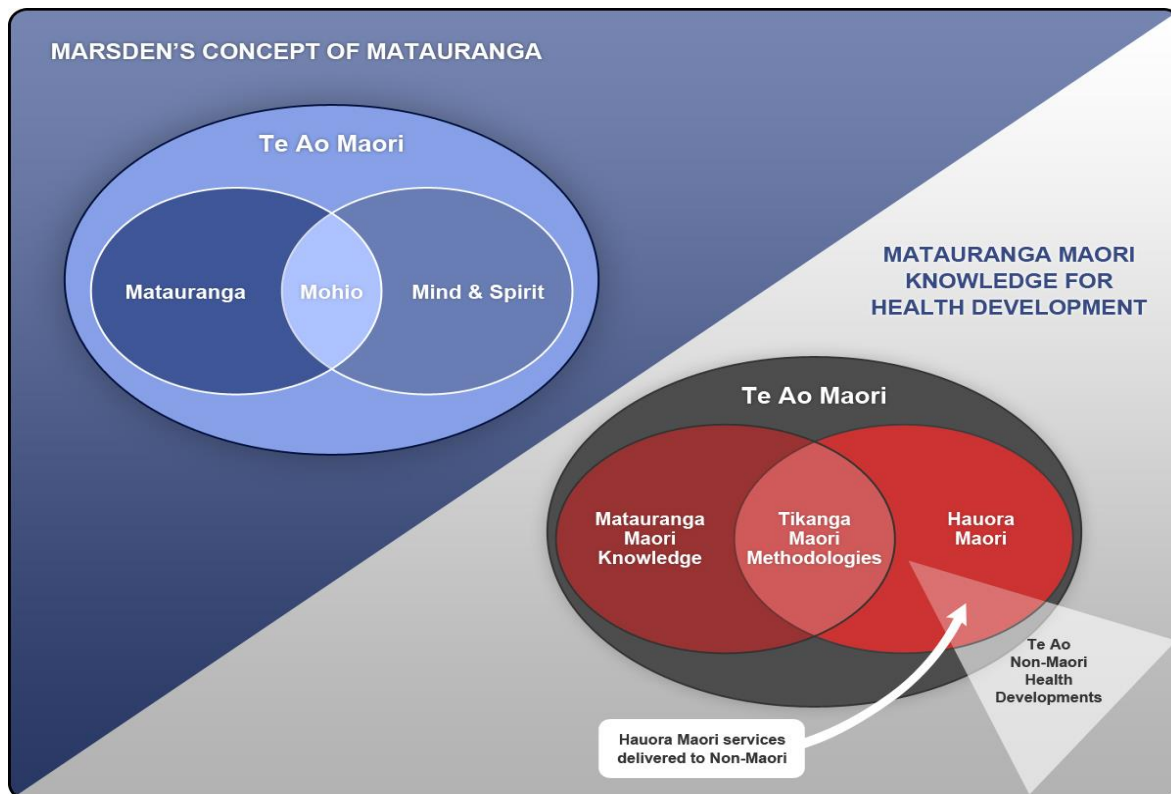 MARSDEN'S CONCEPT OF MATAURANGA
Te Ao Maori
Matauranga
Mohio
Mind & Spirit
MATAURANGA MAORI
KNOWLEDGE FOR
HEALTH DEVELOPMENT
Te Ao Maori
Matauranga
Maori
Knowledge
Tikanga
Maori
Methodologies
Hauora
Maori
Te Ao
Non-Maori
Health
Developments
Hauora Maori services
delivered to Non-Maori